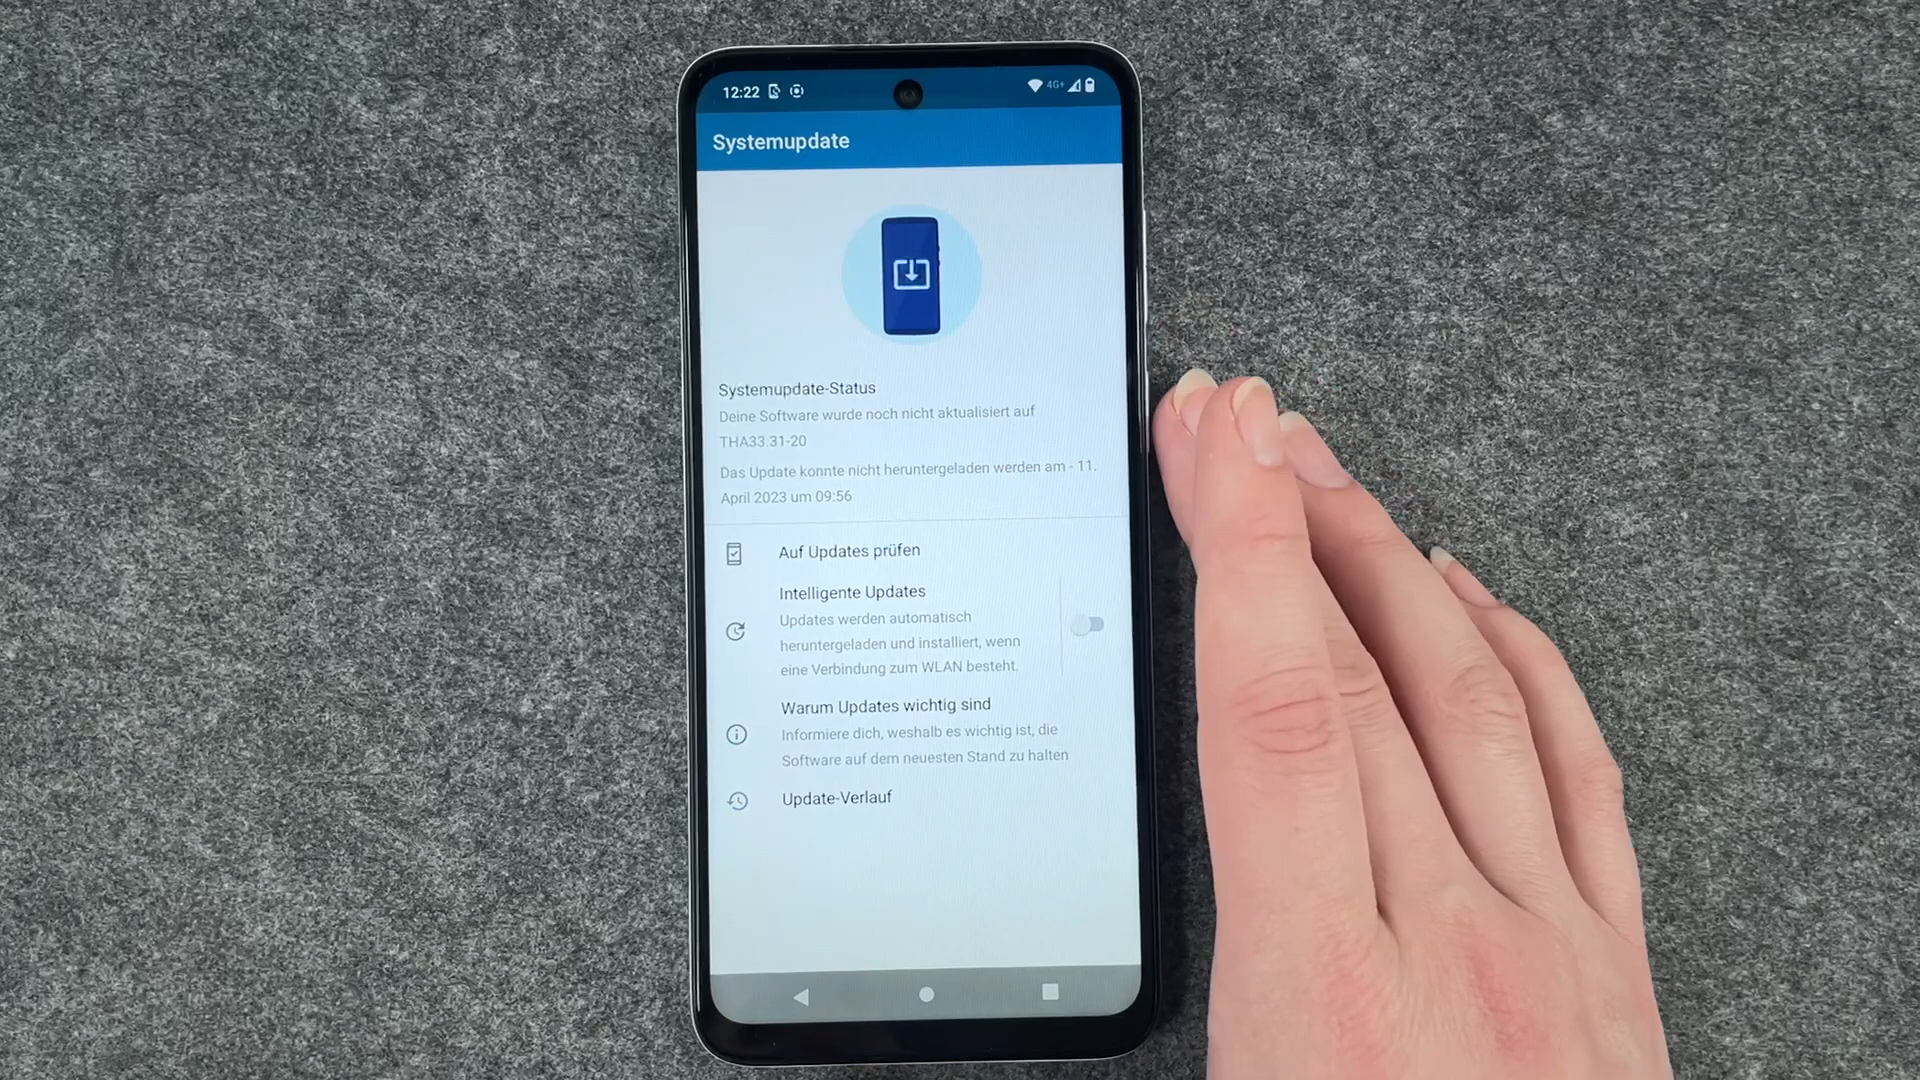 12:22
4G+
Systemupdate
Systemupdate-Status
Deine Software wurde noch nicht aktualisiert auf
THA33.31-20
Das Update konnte nicht heruntergeladen werden am - 11.
April 2023 um 09:56
Auf Updates prüfen
Intelligente Updates
Updates werden automatisch
heruntergeladen und installiert, wenn
eine Verbindung zum WLAN besteht.
Warum Updates wichtig sind
Informiere dich, weshalb es wichtig ist, die
Software auf dem neuesten Stand zu halten
Update-Verlauf